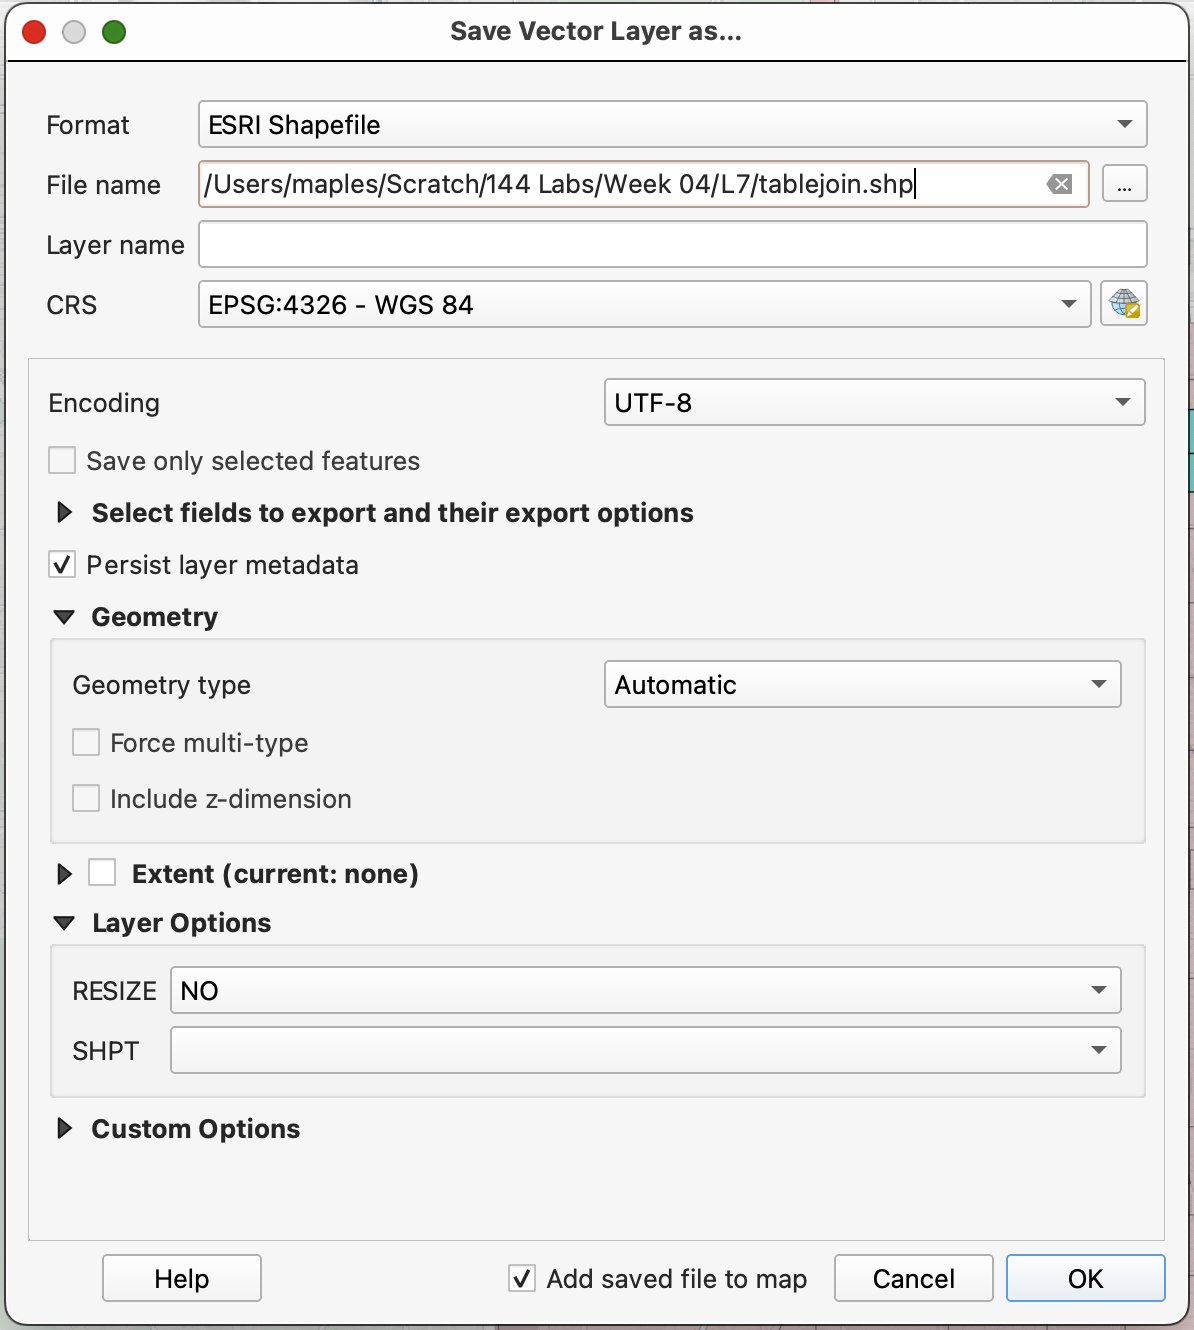 Save Vector Layer as...
Format ESRI Shapefile
File name /Users/maples/Scratch/144 Labs/Week 04/L7/tablejoin.shp ...
Layer name
CRS EPSG:4326 - WGS 84
Encoding UTF-8
Save only selected features
Select fields to export and their export options
Persist layer metadata
Geometry
Geometry type Automatic
Force multi-type
Include z-dimension
Extent (current: none)
Layer Options
RESIZE NO
SHPT
Custom Options
Help Add saved file to map Cancel OK